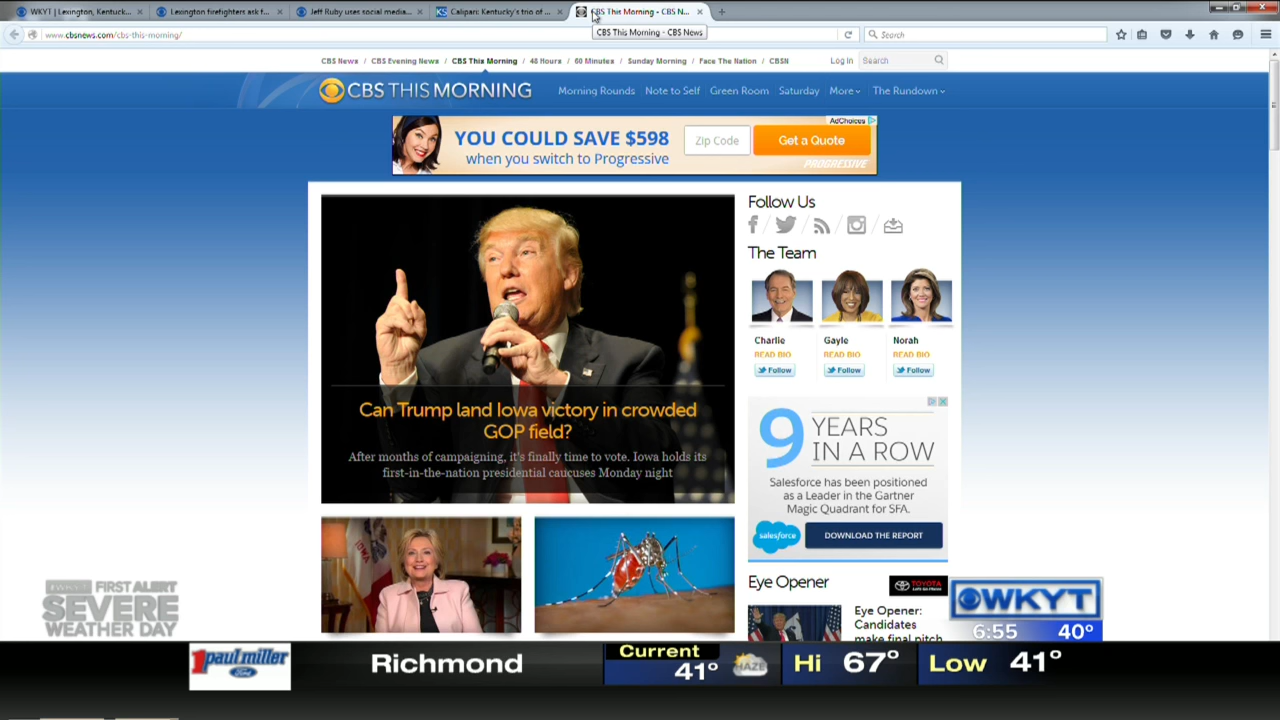 WKYT | Lexington, Kentuck...
Lexington firefighters ask f...
Jeff Ruby uses social media...
KS Calipari: Kentucky's trio of ...
CBS This Morning - CBS N...
www.cbsnews.com/cbs-this-morning/
CBS This Morning - CBS News
Search
CBS News / CBS Evening News / CBS This Morning / 48 Hours / 60 Minutes / Sunday Morning / Face The Nation / CBSN
Log In
Search
CBS THIS MORNING
Morning Rounds
Note to Self
Green Room
Saturday
More
The Rundown
AdChoices
YOU COULD SAVE $598
when you switch to Progressive
Zip Code
Get a Quote
PROGRESSIVE
Can Trump land Iowa victory in crowded
GOP field?
After months of campaigning, it's finally time to vote. Iowa holds its
first-in-the-nation presidential caucuses Monday night
Follow Us
The Team
Charlie
Gayle
Norah
READ BIO
READ BIO
READ BIO
Follow
Follow
Follow
9 YEARS
IN A ROW
Salesforce has been positioned
as a Leader in the Gartner
Magic Quadrant for SFA.
salesforce
DOWNLOAD THE REPORT
Eye Opener
TOYOTA
Eye Opener:
Candidates
make final pitch
IOWA
FIRST ALERT
SEVERE
WEATHER DAY
WKYT
6:55
40°
paul miller
Ford
Richmond
Current
41°
HAZE
Hi 67°
Low 41°